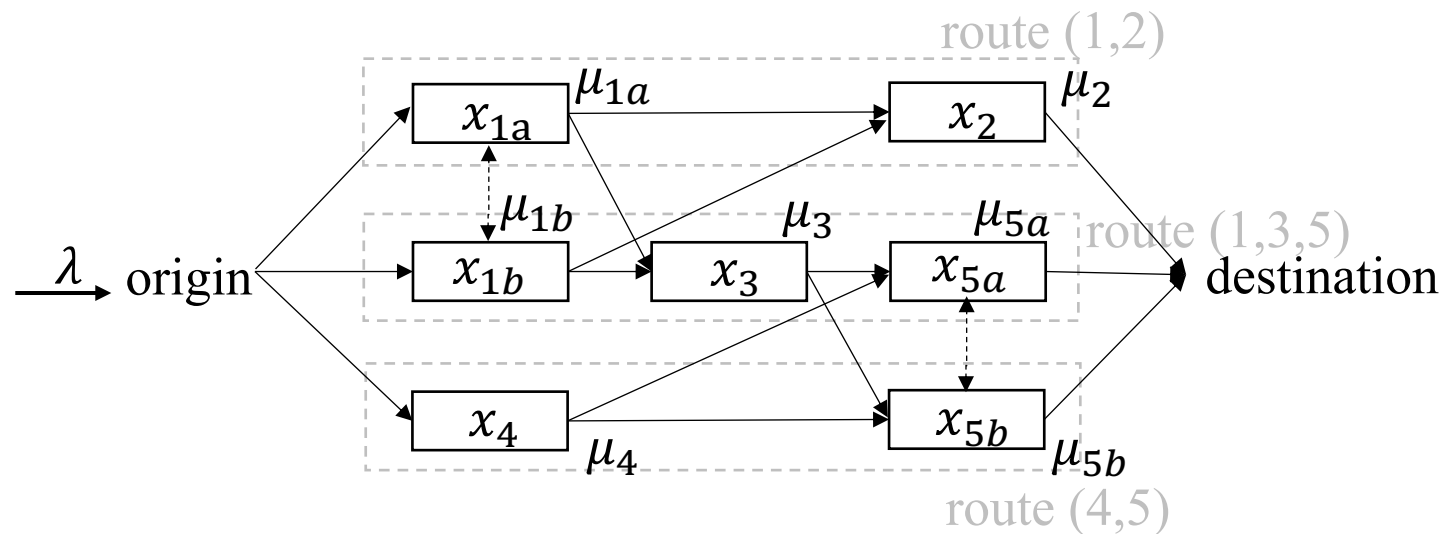 route (1,2)
x₁ₐ
μ₁ₐ
x₂
μ₂
μ₁b
μ₃
μ₅ₐ
route (1,3,5)
λ
origin
x₁b
x₃
x₅ₐ
destination
x₄
μ₄
x₅b
μ₅b
route (4,5)